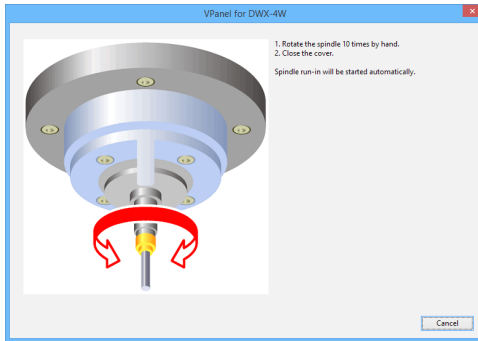 VPanel for DWX-4W
1. Rotate the spindle 10 times by hand.
2. Close the cover.
Spindle run-in will be started automatically.
Cancel